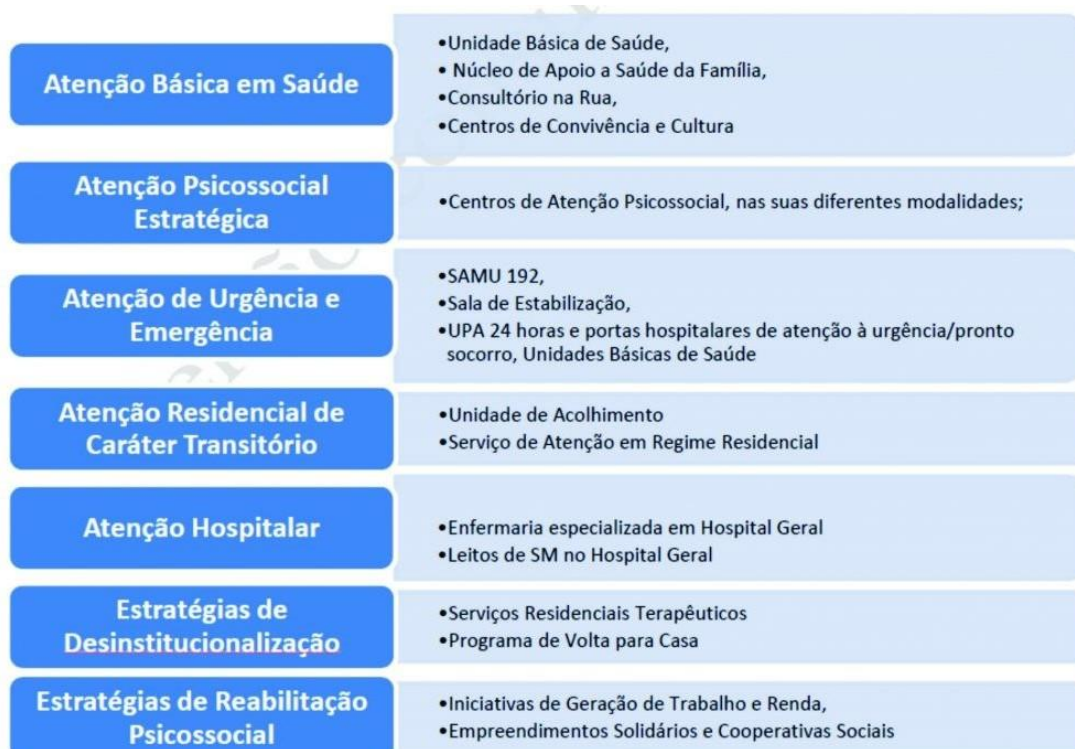 Atenção Básica em Saúde
•Unidade Básica de Saúde,
• Núcleo de Apoio a Saúde da Família,
•Consultório na Rua,
•Centros de Convivência e Cultura
Atenção Psicossocial
Estratégica
•Centros de Atenção Psicossocial, nas suas diferentes modalidades;
Atenção de Urgência e
Emergência
•SAMU 192,
•Sala de Estabilização,
•UPA 24 horas e portas hospitalares de atenção à urgência/pronto
socorro, Unidades Básicas de Saúde
Atenção Residencial de
Caráter Transitório
•Unidade de Acolhimento
•Serviço de Atenção em Regime Residencial
Atenção Hospitalar
•Enfermaria especializada em Hospital Geral
•Leitos de SM no Hospital Geral
Estratégias de
Desinstitucionalização
•Serviços Residenciais Terapêuticos
•Programa de Volta para Casa
Estratégias de Reabilitação
Psicossocial
•Iniciativas de Geração de Trabalho e Renda,
•Empreendimentos Solidários e Cooperativas Sociais